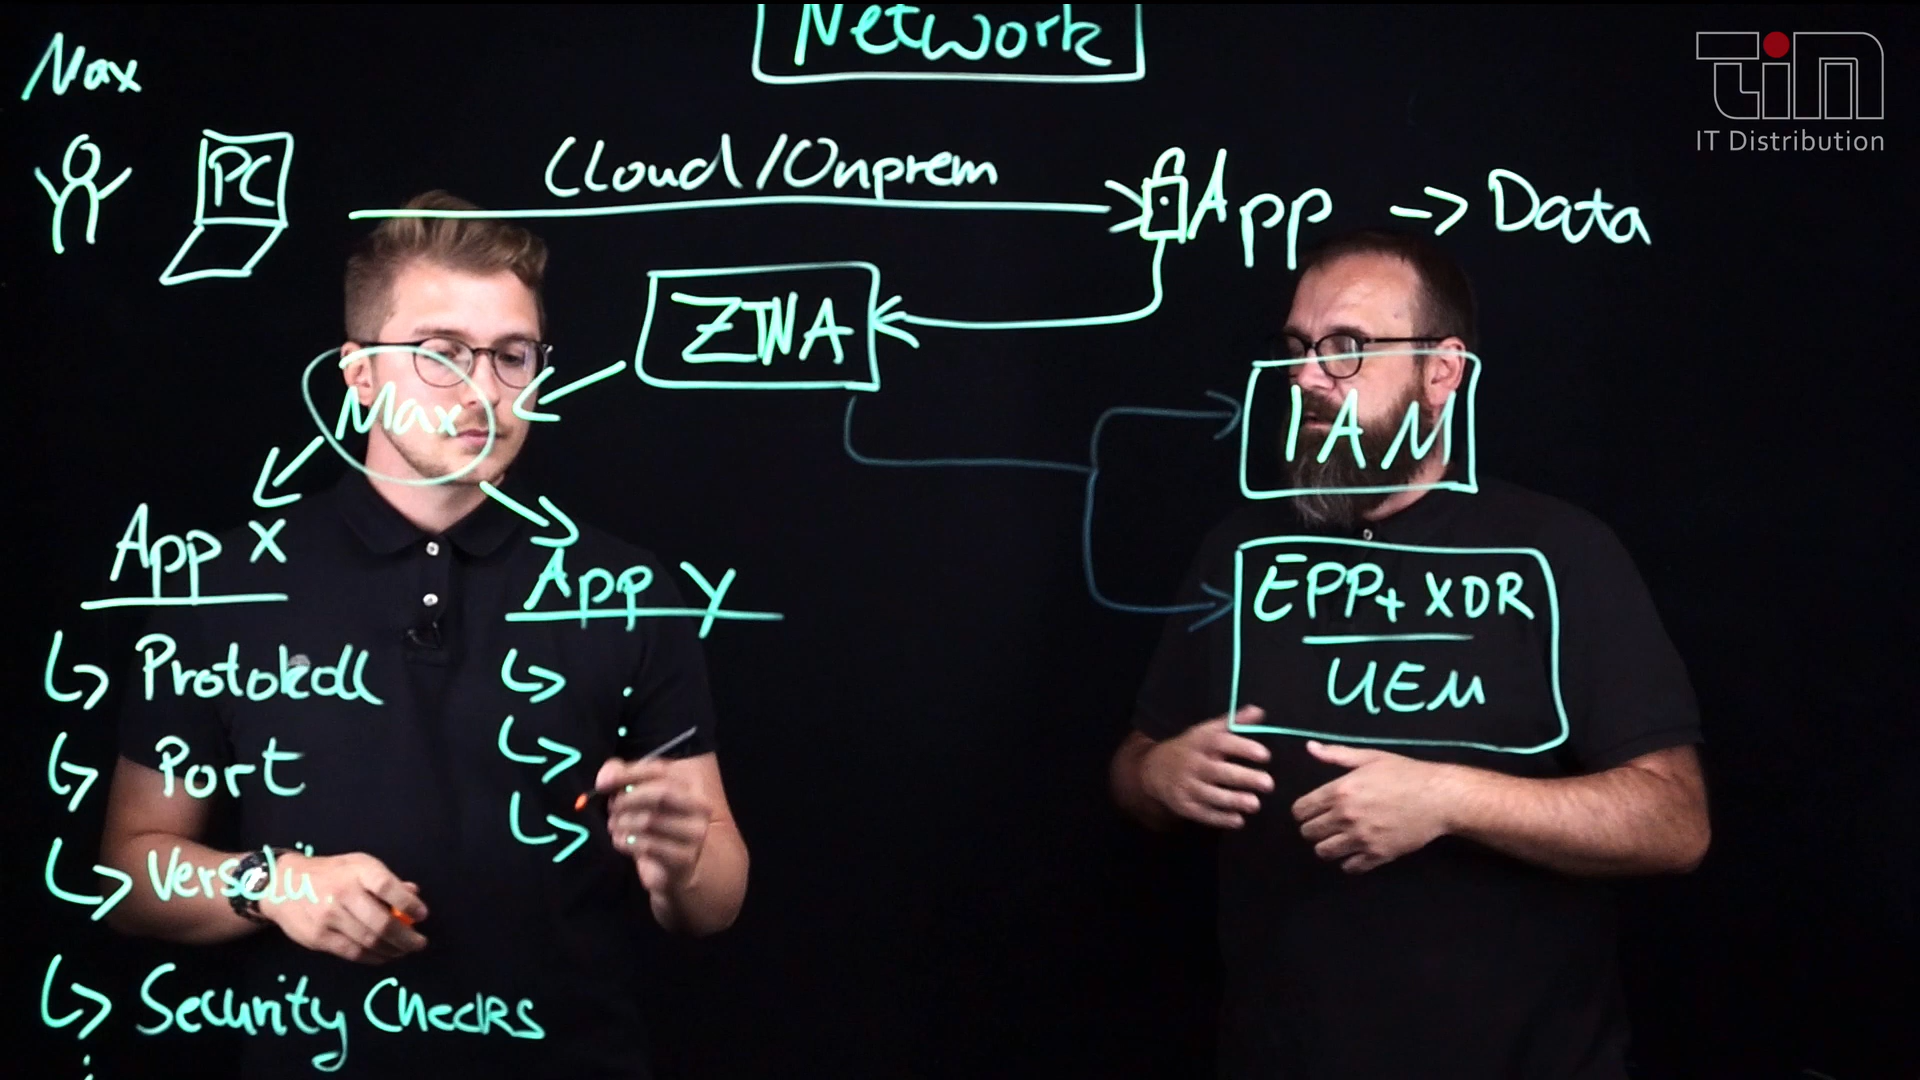 Network
Max
TIM
IT Distribution
PC
Cloud/Onprem
App -> Data
ZTNA
Max
IAM
App X
App Y
EPP + XDR
UEM
Protokoll
Port
Verschlü.
Security Checks